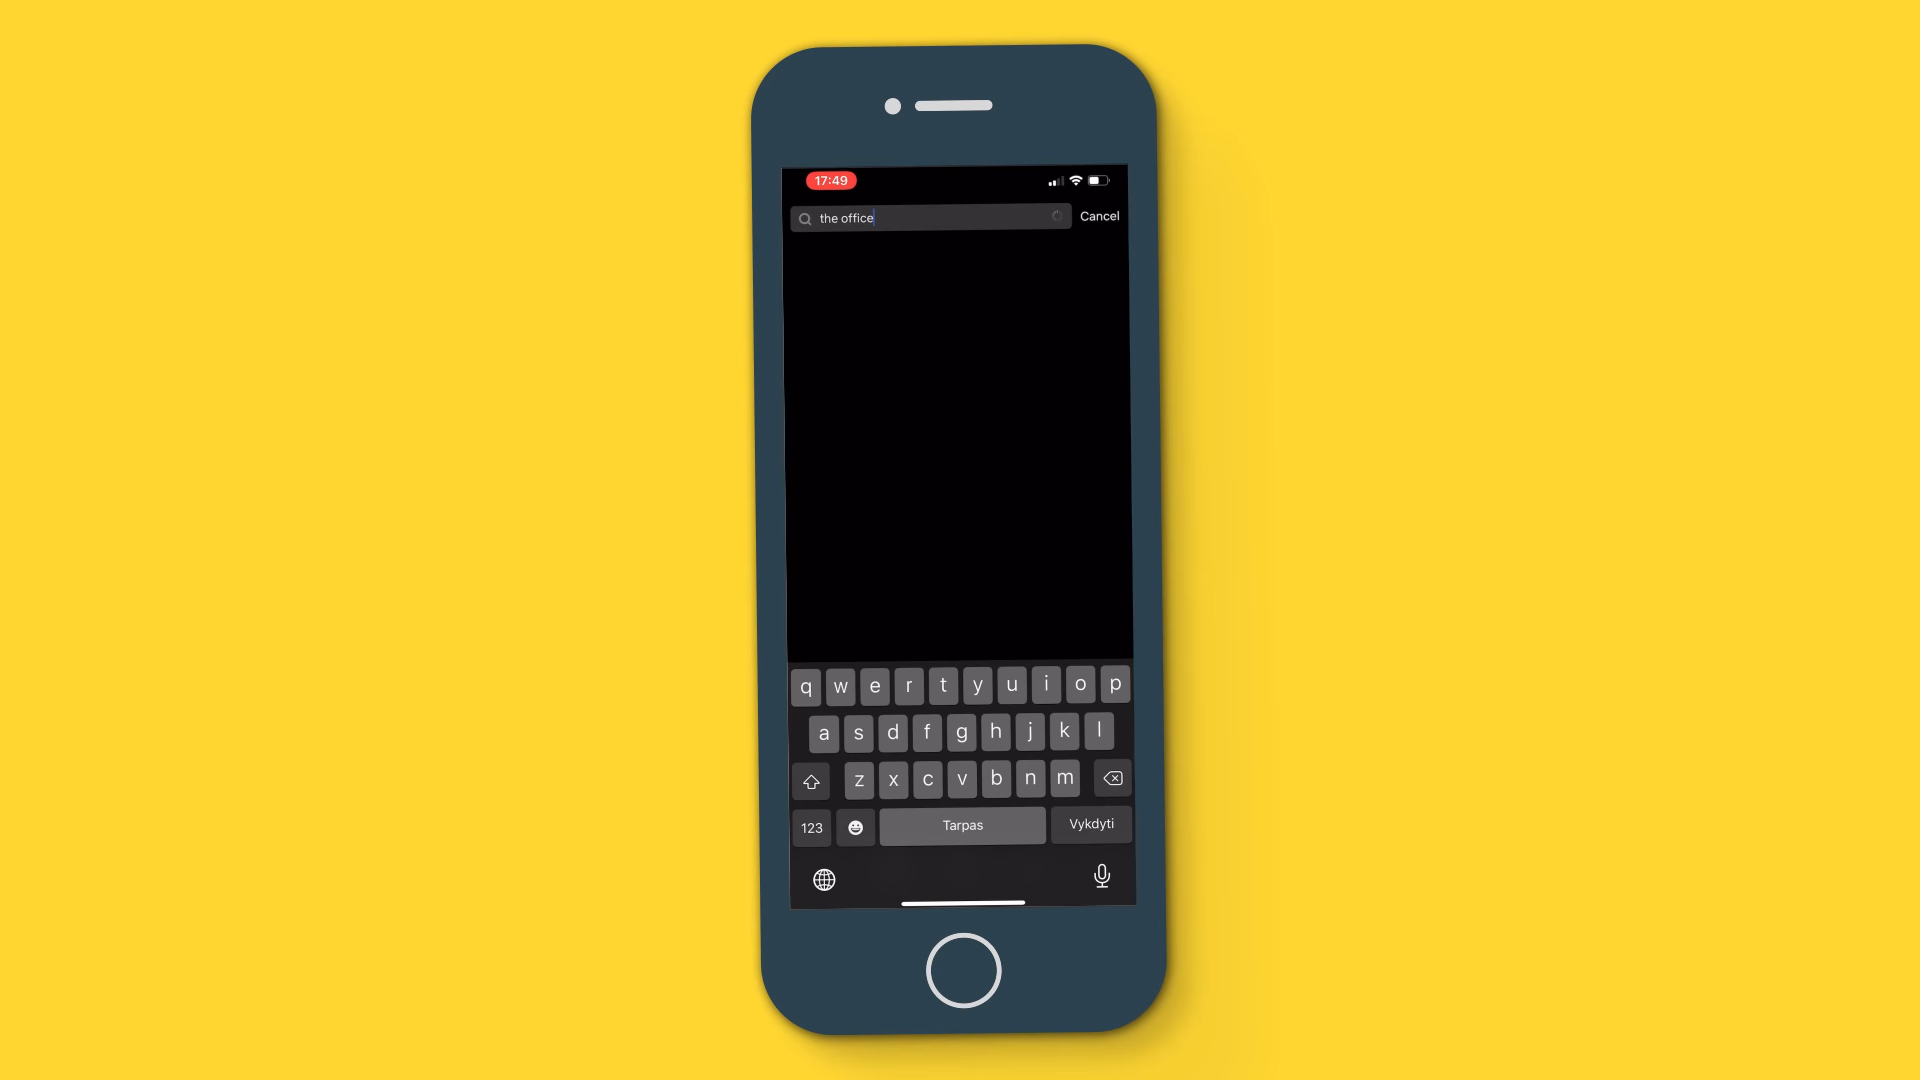 17:49
the office Cancel
q w e r t y u i o p
a s d f g h j k l
z x c v b n m
123 Tarpas Vykdyti